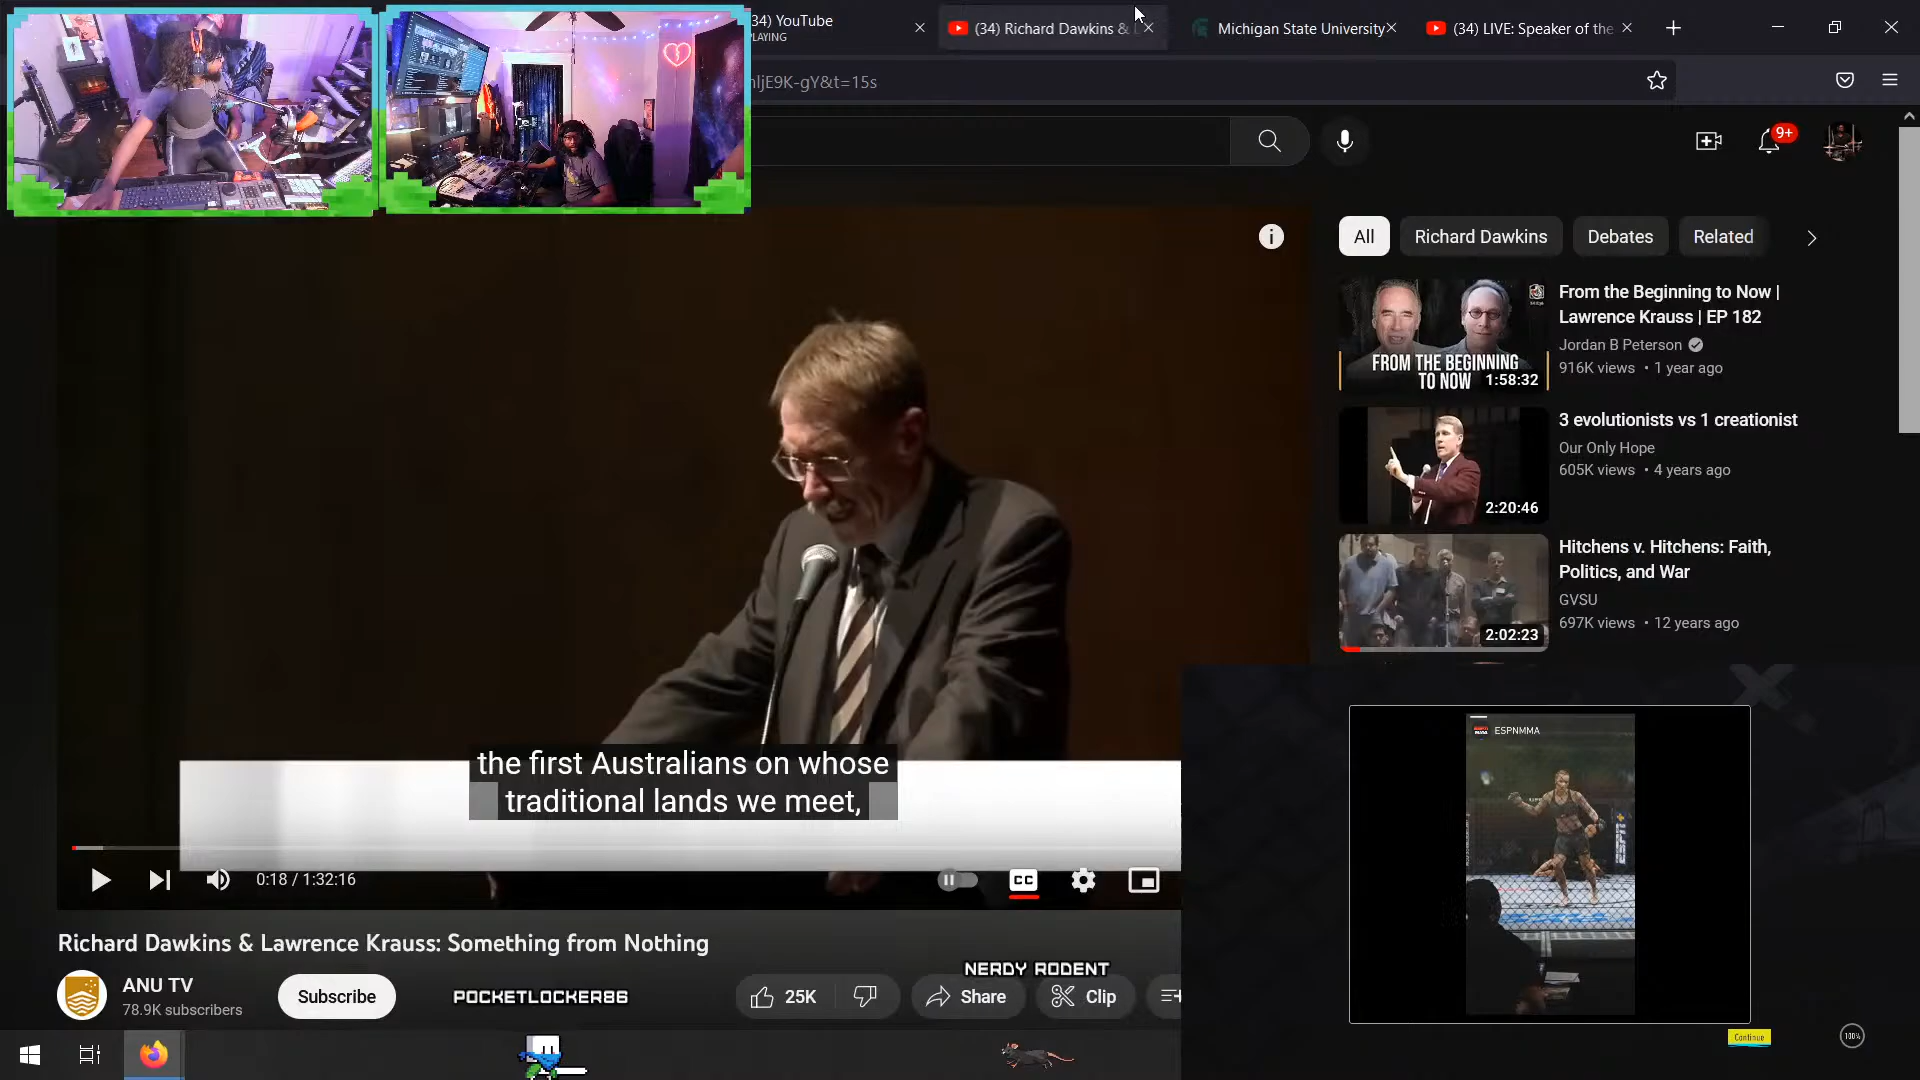 34) YouTube
PLAYING
(34) Richard Dawkins &
Michigan State University
(34) LIVE: Speaker of the
ljE9K-gY&t=15s
9+
All
Richard Dawkins
Debates
Related
From the Beginning to Now |
Lawrence Krauss | EP 182
Jordan B Peterson
916K views • 1 year ago
FROM THE BEGINNING
TO NOW
1:58:32
3 evolutionists vs 1 creationist
Our Only Hope
605K views • 4 years ago
2:20:46
Hitchens v. Hitchens: Faith,
Politics, and War
GVSU
697K views • 12 years ago
2:02:23
ESPNMMA
the first Australians on whose
traditional lands we meet,
0:18 / 1:32:16
CC
Richard Dawkins & Lawrence Krauss: Something from Nothing
ANU TV
78.9K subscribers
Subscribe
POCKETLOCKER86
25K
NERDY RODENT
Share
Clip
Continue
100%